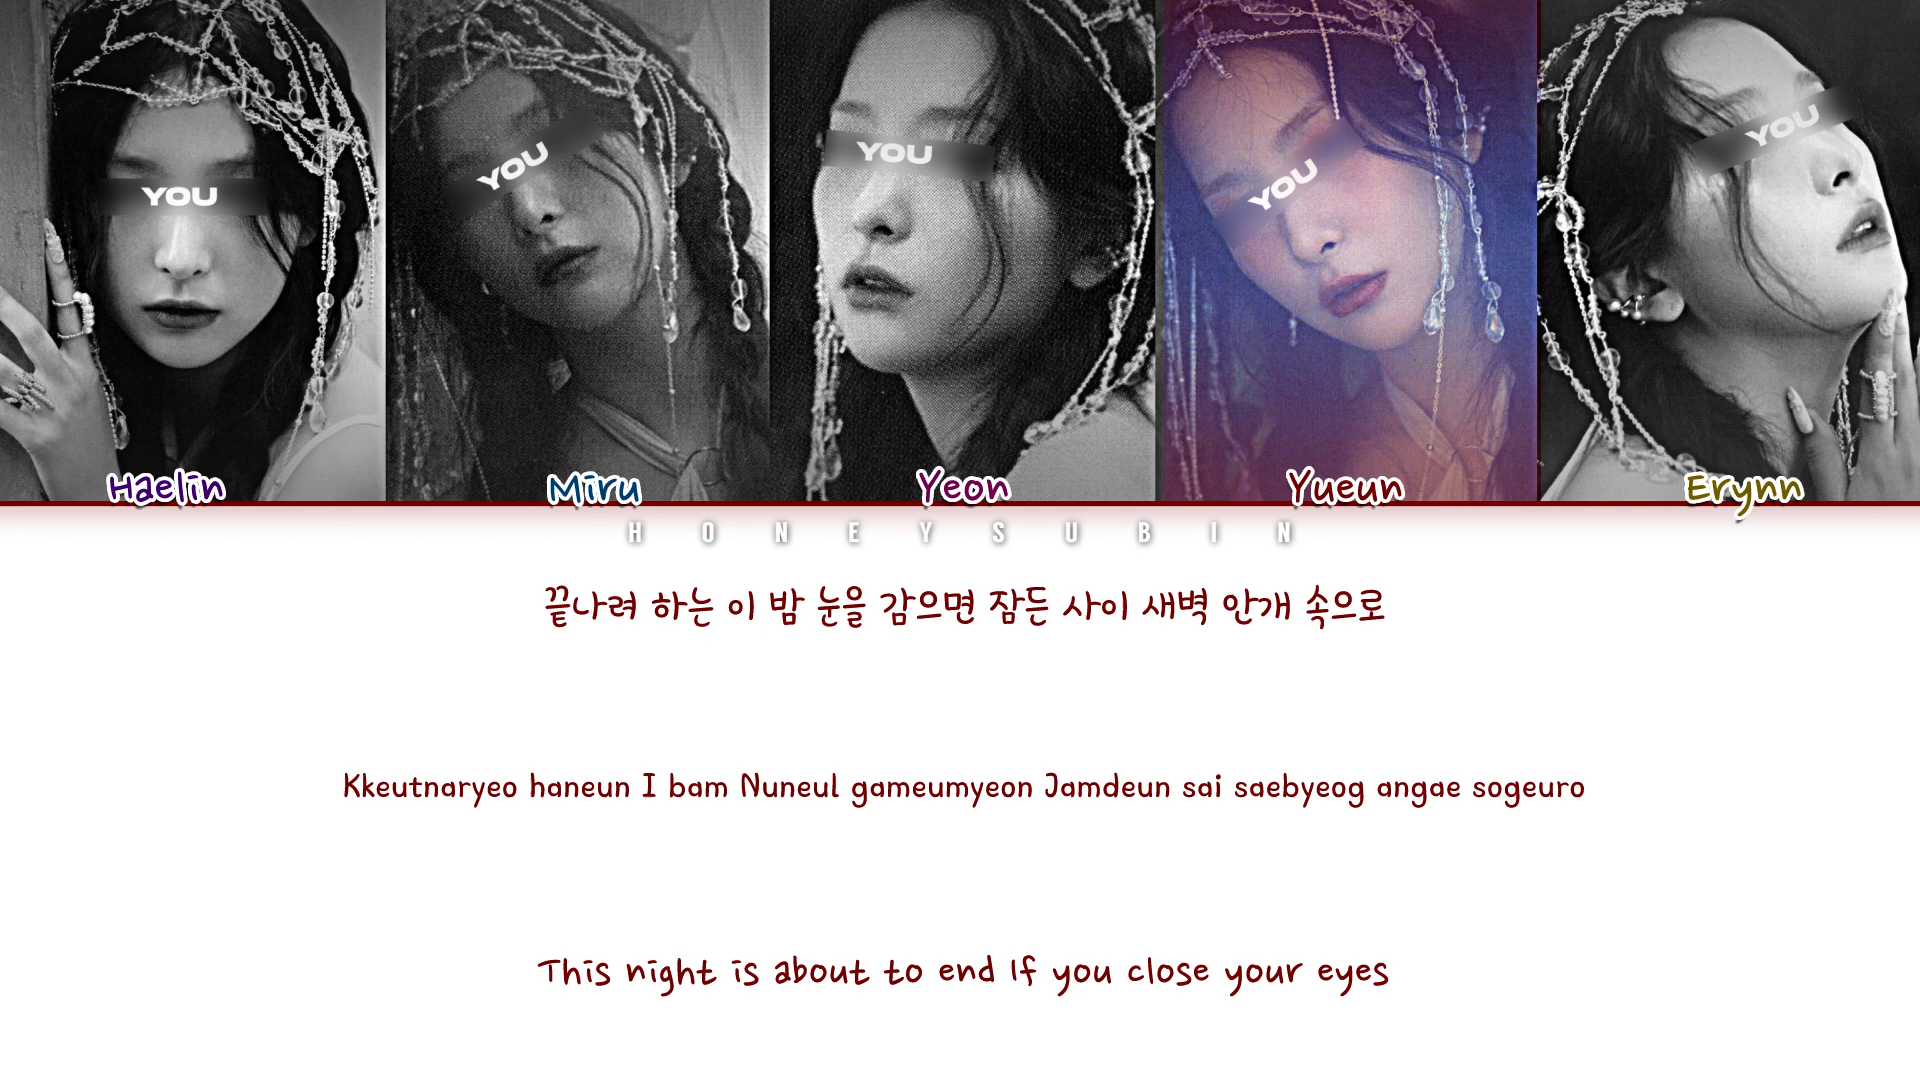 YOU
YOU
YOU
YOU
YOU
Haelin
Miru
Yeon
Yueun
Erynn
HONEYSUBIN
끝나려 하는 이 밤 눈을 감으면 잠든 사이 새벽 안개 속으로
Kkeutnaryeo haneun I bam Nuneul gameumyeon Jamdeun sai saebyeog angae sogeuro
This night is about to end If you close your eyes